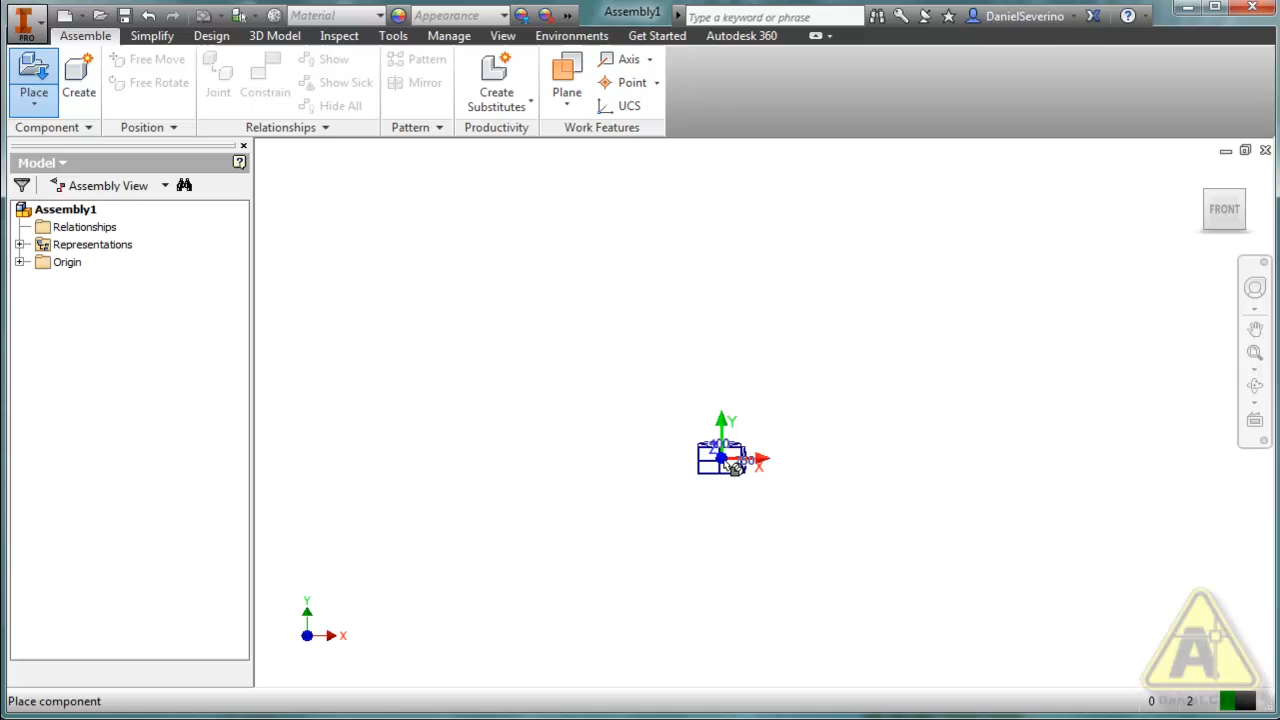 PRO
Material
Appearance
Assembly1
Type a keyword or phrase
DanielSeverino
Assemble
Simplify
Design
3D Model
Inspect
Tools
Manage
View
Environments
Get Started
Autodesk 360
Place
Create
Free Move
Free Rotate
Joint
Constrain
Show
Show Sick
Hide All
Pattern
Mirror
Create
Substitutes
Plane
Axis
Point
UCS
Component
Position
Relationships
Pattern
Productivity
Work Features
Model
Assembly View
Assembly1
Relationships
Representations
Origin
FRONT
Y
400
Z
X
Y
X
Place component
0
2